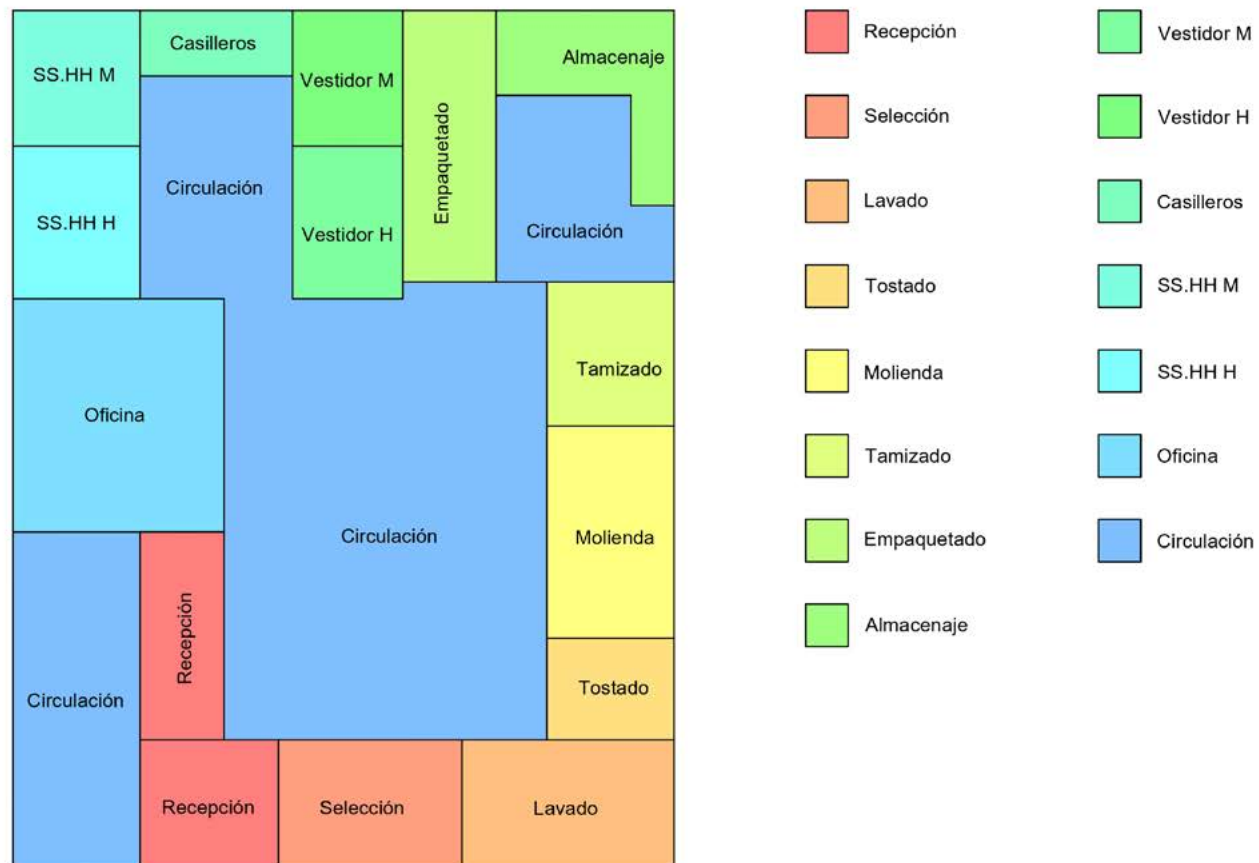 Casilleros
SS.HH M
Vestidor M
Almacenaje
Empaquetado
Circulación
SS.HH H
Vestidor H
Circulación
Tamizado
Oficina
Circulación
Molienda
Recepción
Circulación
Tostado
Recepción
Selección
Lavado
Recepción
Selección
Lavado
Tostado
Molienda
Tamizado
Empaquetado
Almacenaje
Vestidor M
Vestidor H
Casilleros
SS.HH M
SS.HH H
Oficina
Circulación